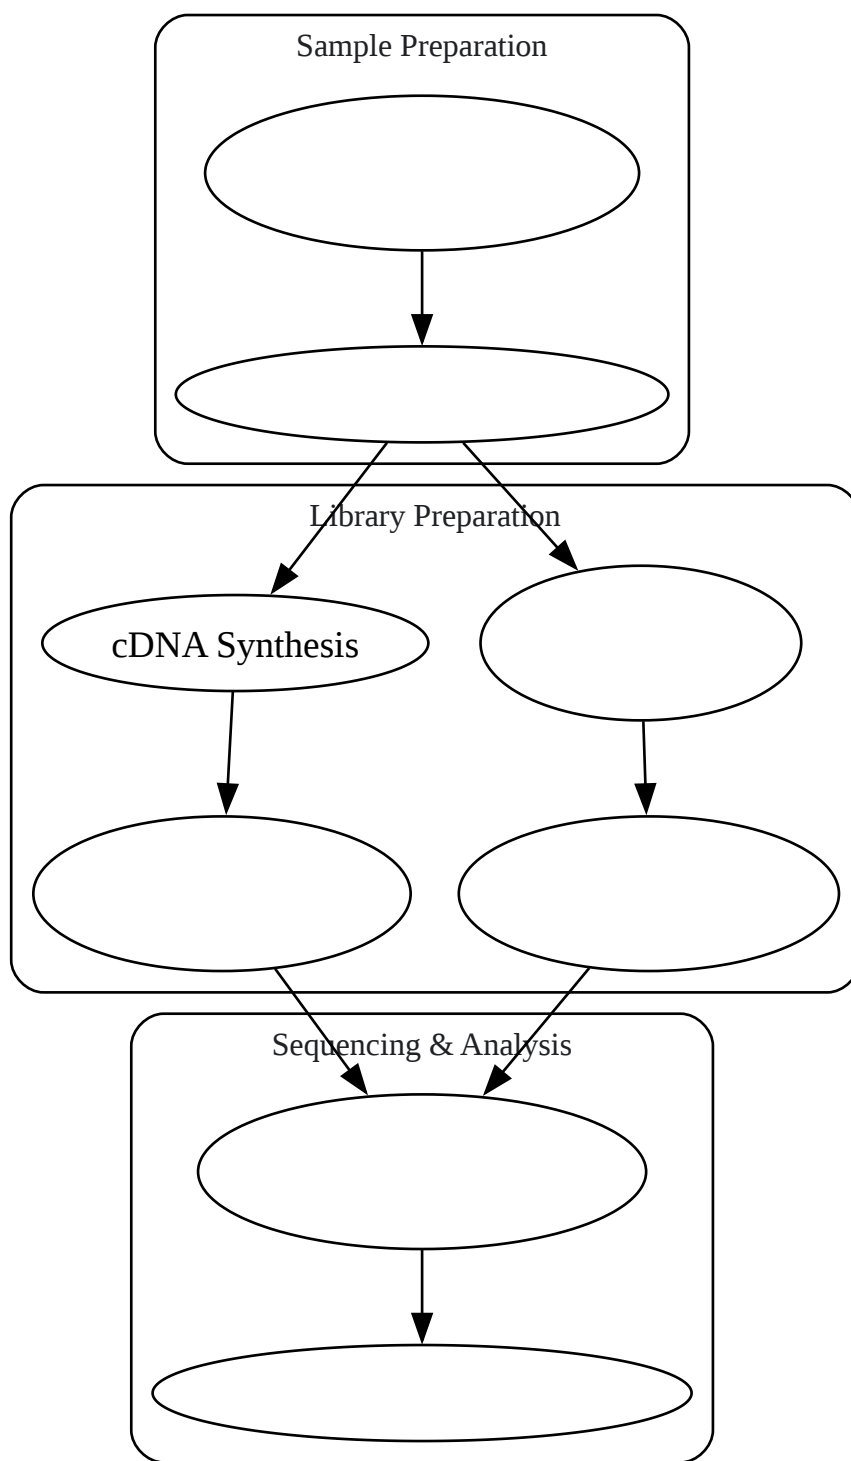 Sample Preparation
Library Preparation
cDNA Synthesis
Sequencing & Analysis